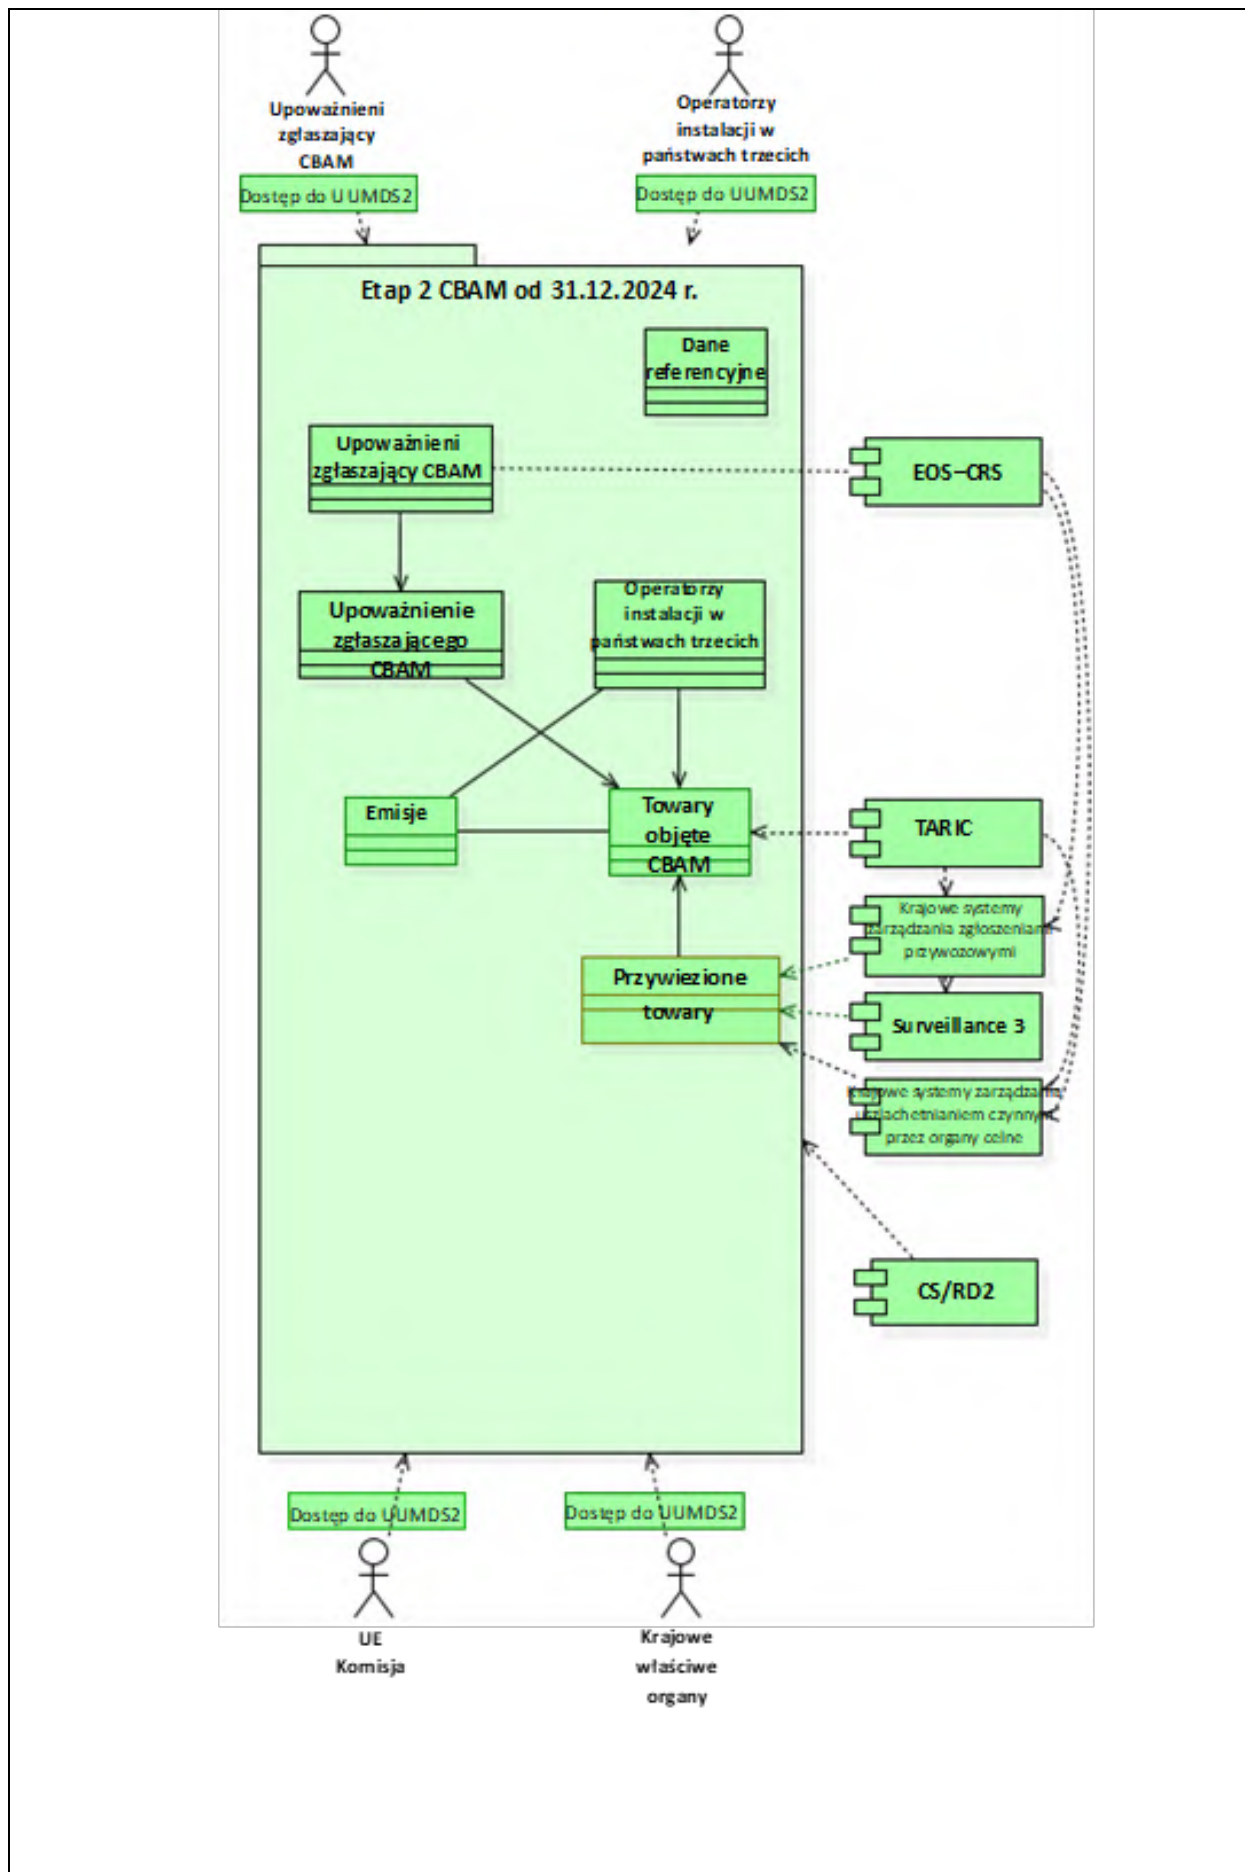 Upoważnieni
zgłaszający
CBAM
Operatorzy
instalacji w
państwach trzecich
Dostęp do UUMDS2
Dostęp do UUMDS2
Etap 2 CBAM od 31.12.2024 r.
Dane
referencyjne
Upoważnieni
zgłaszający CBAM
EOS-CRS
Upoważnienie
zgłaszającego
CBAM
Operatorzy
instalacji w
państwach trzecich
Emisje
Towary
objęte
CBAM
TARIC
Krajowe systemy
zarządzania zgłoszeniami
przywozowymi
Przywiezione
towary
Surveillance 3
Krajowe systemy zarządzania
uszlachetnianiem czynnym
przez organy celne
CS/RD2
Dostęp do UUMDS2
Dostęp do UUMDS2
UE
Komisja
Krajowe
właściwe
organy